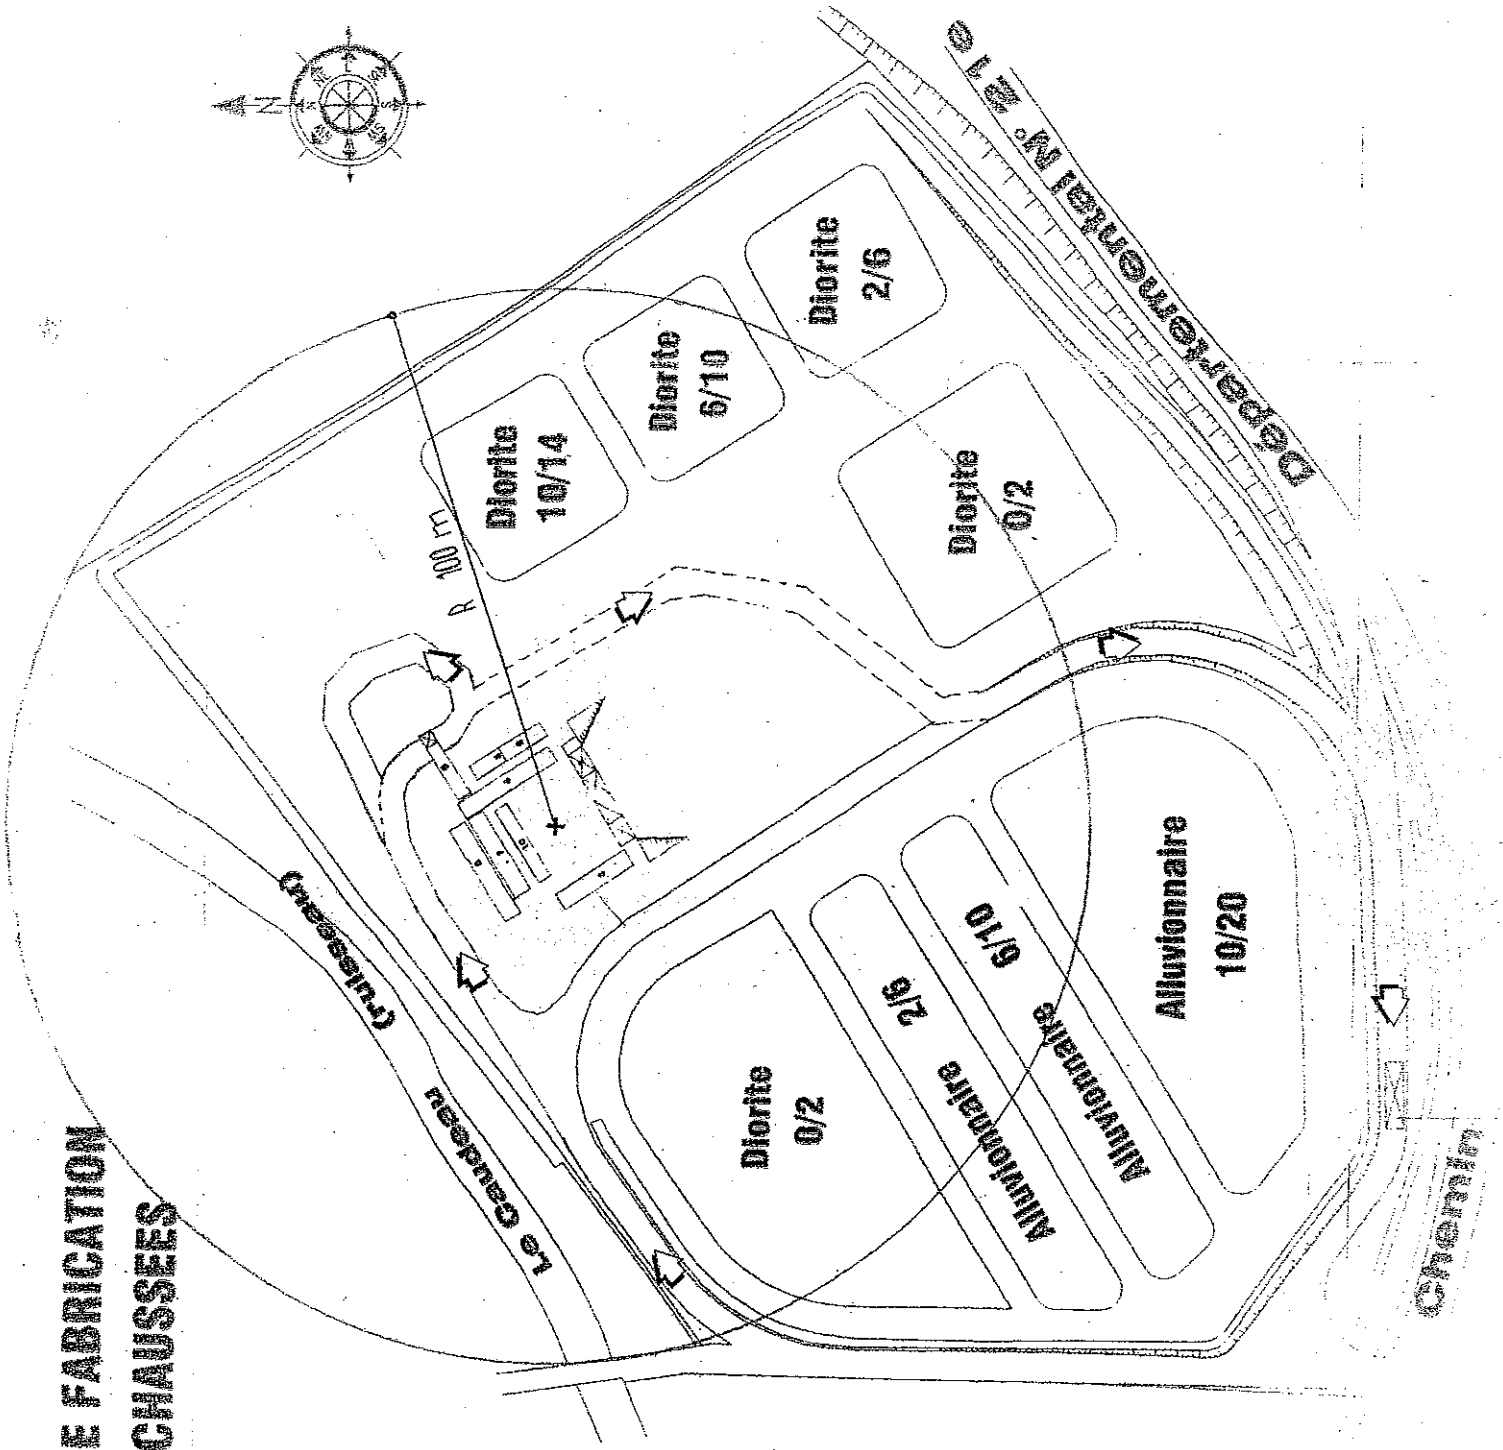 E FABRICATION
CHAUSSEES
N
Départemental N° 21e
Diorite
2/6
Diorite
6/10
Diorite
10/14
Diorite
0/2
R 100 m
(ruisseau)
Le Gaudeau
Diorite
0/2
Alluvionnaire 2/6
Alluvionnaire 6/10
Alluvionnaire
10/20
Chemin